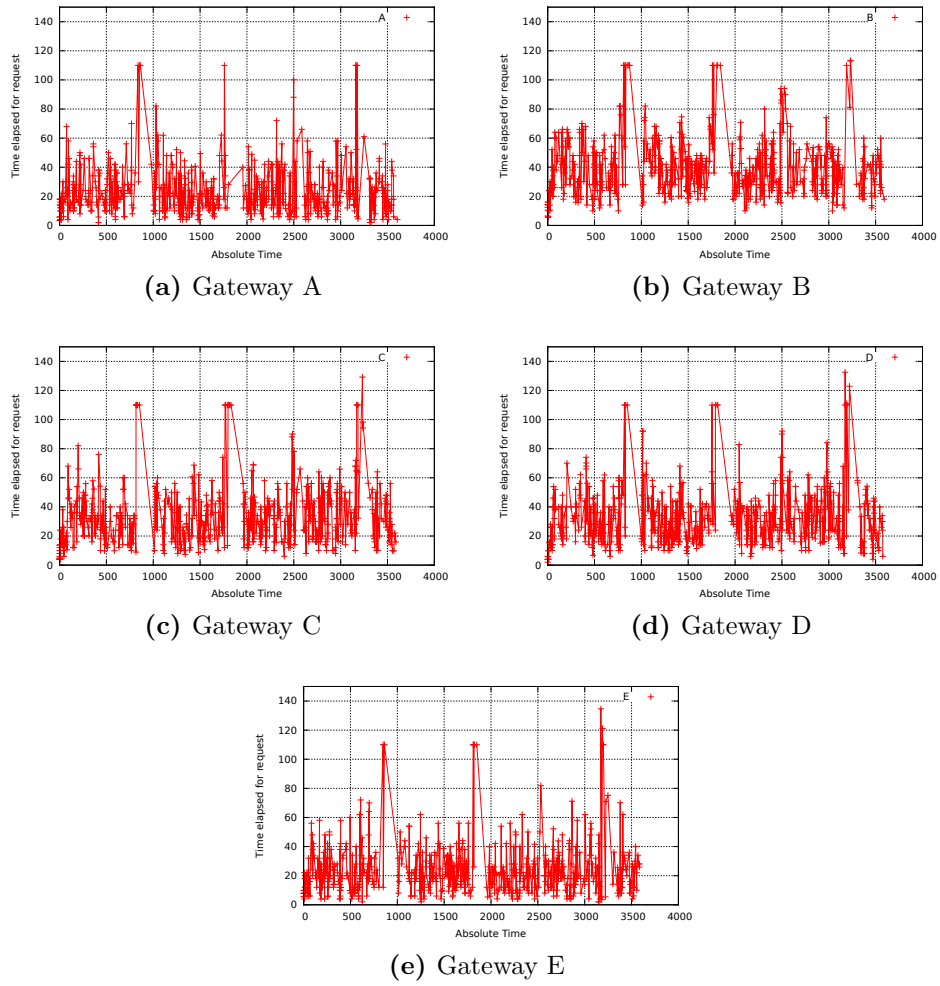 140
120
100
80
60
40
20
0
Time elapsed for request
A
0 500 1000 1500 2000 2500 3000 3500 4000
Absolute Time
(a) Gateway A
140
120
100
80
60
40
20
0
Time elapsed for request
B
0 500 1000 1500 2000 2500 3000 3500 4000
Absolute Time
(b) Gateway B
140
120
100
80
60
40
20
0
Time elapsed for request
C
0 500 1000 1500 2000 2500 3000 3500 4000
Absolute Time
(c) Gateway C
140
120
100
80
60
40
20
0
Time elapsed for request
D
0 500 1000 1500 2000 2500 3000 3500 4000
Absolute Time
(d) Gateway D
140
120
100
80
60
40
20
0
Time elapsed for request
E
0 500 1000 1500 2000 2500 3000 3500 4000
Absolute Time
(e) Gateway E